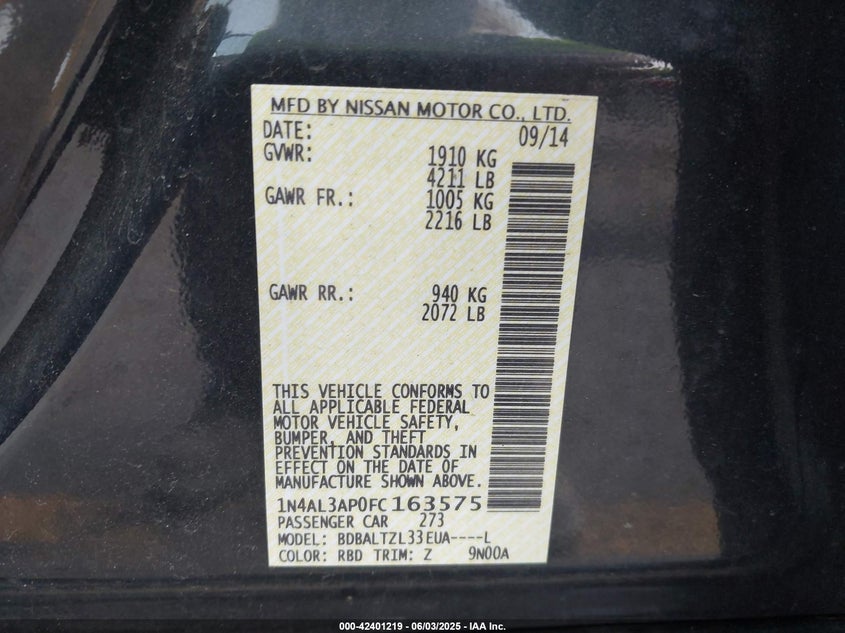 MFD BY NISSAN MOTOR CO., LTD.
DATE: 09/14
GVWR: 1910 KG
4211 LB
GAWR FR.: 1005 KG
2216 LB
GAWR RR.: 940 KG
2072 LB
THIS VEHICLE CONFORMS TO
ALL APPLICABLE FEDERAL
MOTOR VEHICLE SAFETY,
BUMPER, AND THEFT
PREVENTION STANDARDS IN
EFFECT ON THE DATE OF
MANUFACTURE SHOWN ABOVE.
1N4AL3AP0FC163575
PASSENGER CAR 273
MODEL: BDBALTZL33EUA----L
COLOR: RBD TRIM: Z 9N00A
000-42401219 - 06/03/2025 - IAA Inc.